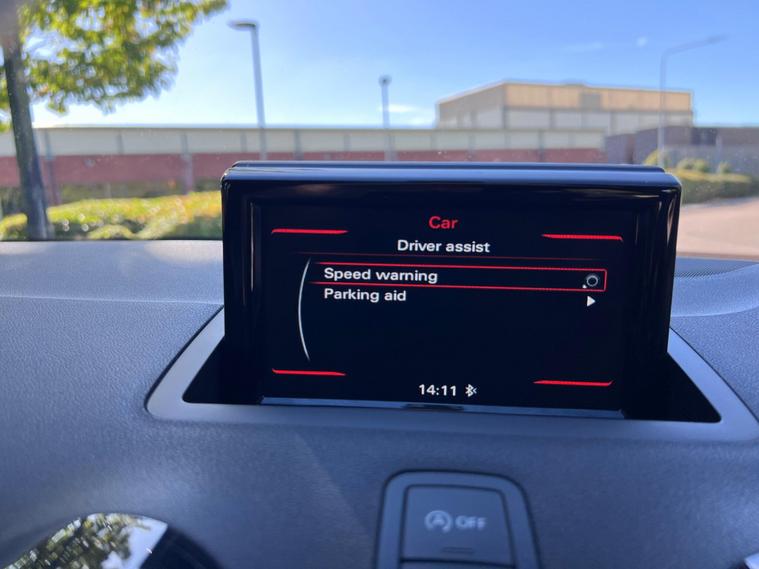 Car
Driver assist
Speed warning
Parking aid
14:11
A OFF